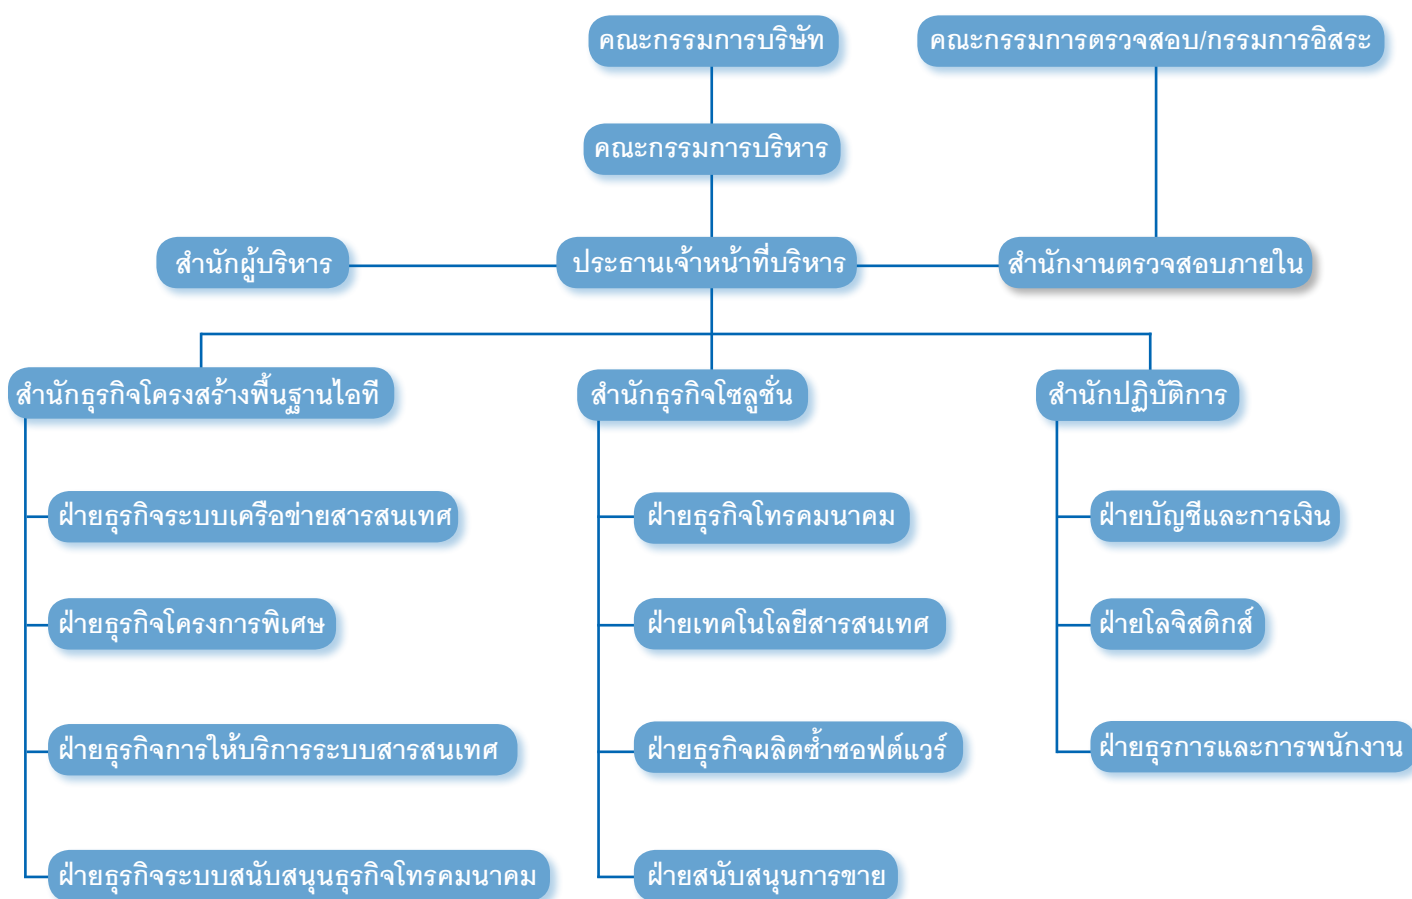 คณะกรรมการบริษัท
คณะกรรมการตรวจสอบ/กรรมการอิสระ
คณะกรรมการบริหาร
สำนักผู้บริหาร
ประธานเจ้าหน้าที่บริหาร
สำนักงานตรวจสอบภายใน
สำนักธุรกิจโครงสร้างพื้นฐานไอที
สำนักธุรกิจโซลูชั่น
สำนักปฏิบัติการ
ฝ่ายธุรกิจระบบเครือข่ายสารสนเทศ
ฝ่ายธุรกิจโทรคมนาคม
ฝ่ายบัญชีและการเงิน
ฝ่ายธุรกิจโครงการพิเศษ
ฝ่ายเทคโนโลยีสารสนเทศ
ฝ่ายโลจิสติกส์
ฝ่ายธุรกิจการให้บริการระบบสารสนเทศ
ฝ่ายธุรกิจผลิตซ้ำซอฟต์แวร์
ฝ่ายธุรการและการพนักงาน
ฝ่ายธุรกิจระบบสนับสนุนธุรกิจโทรคมนาคม
ฝ่ายสนับสนุนการขาย